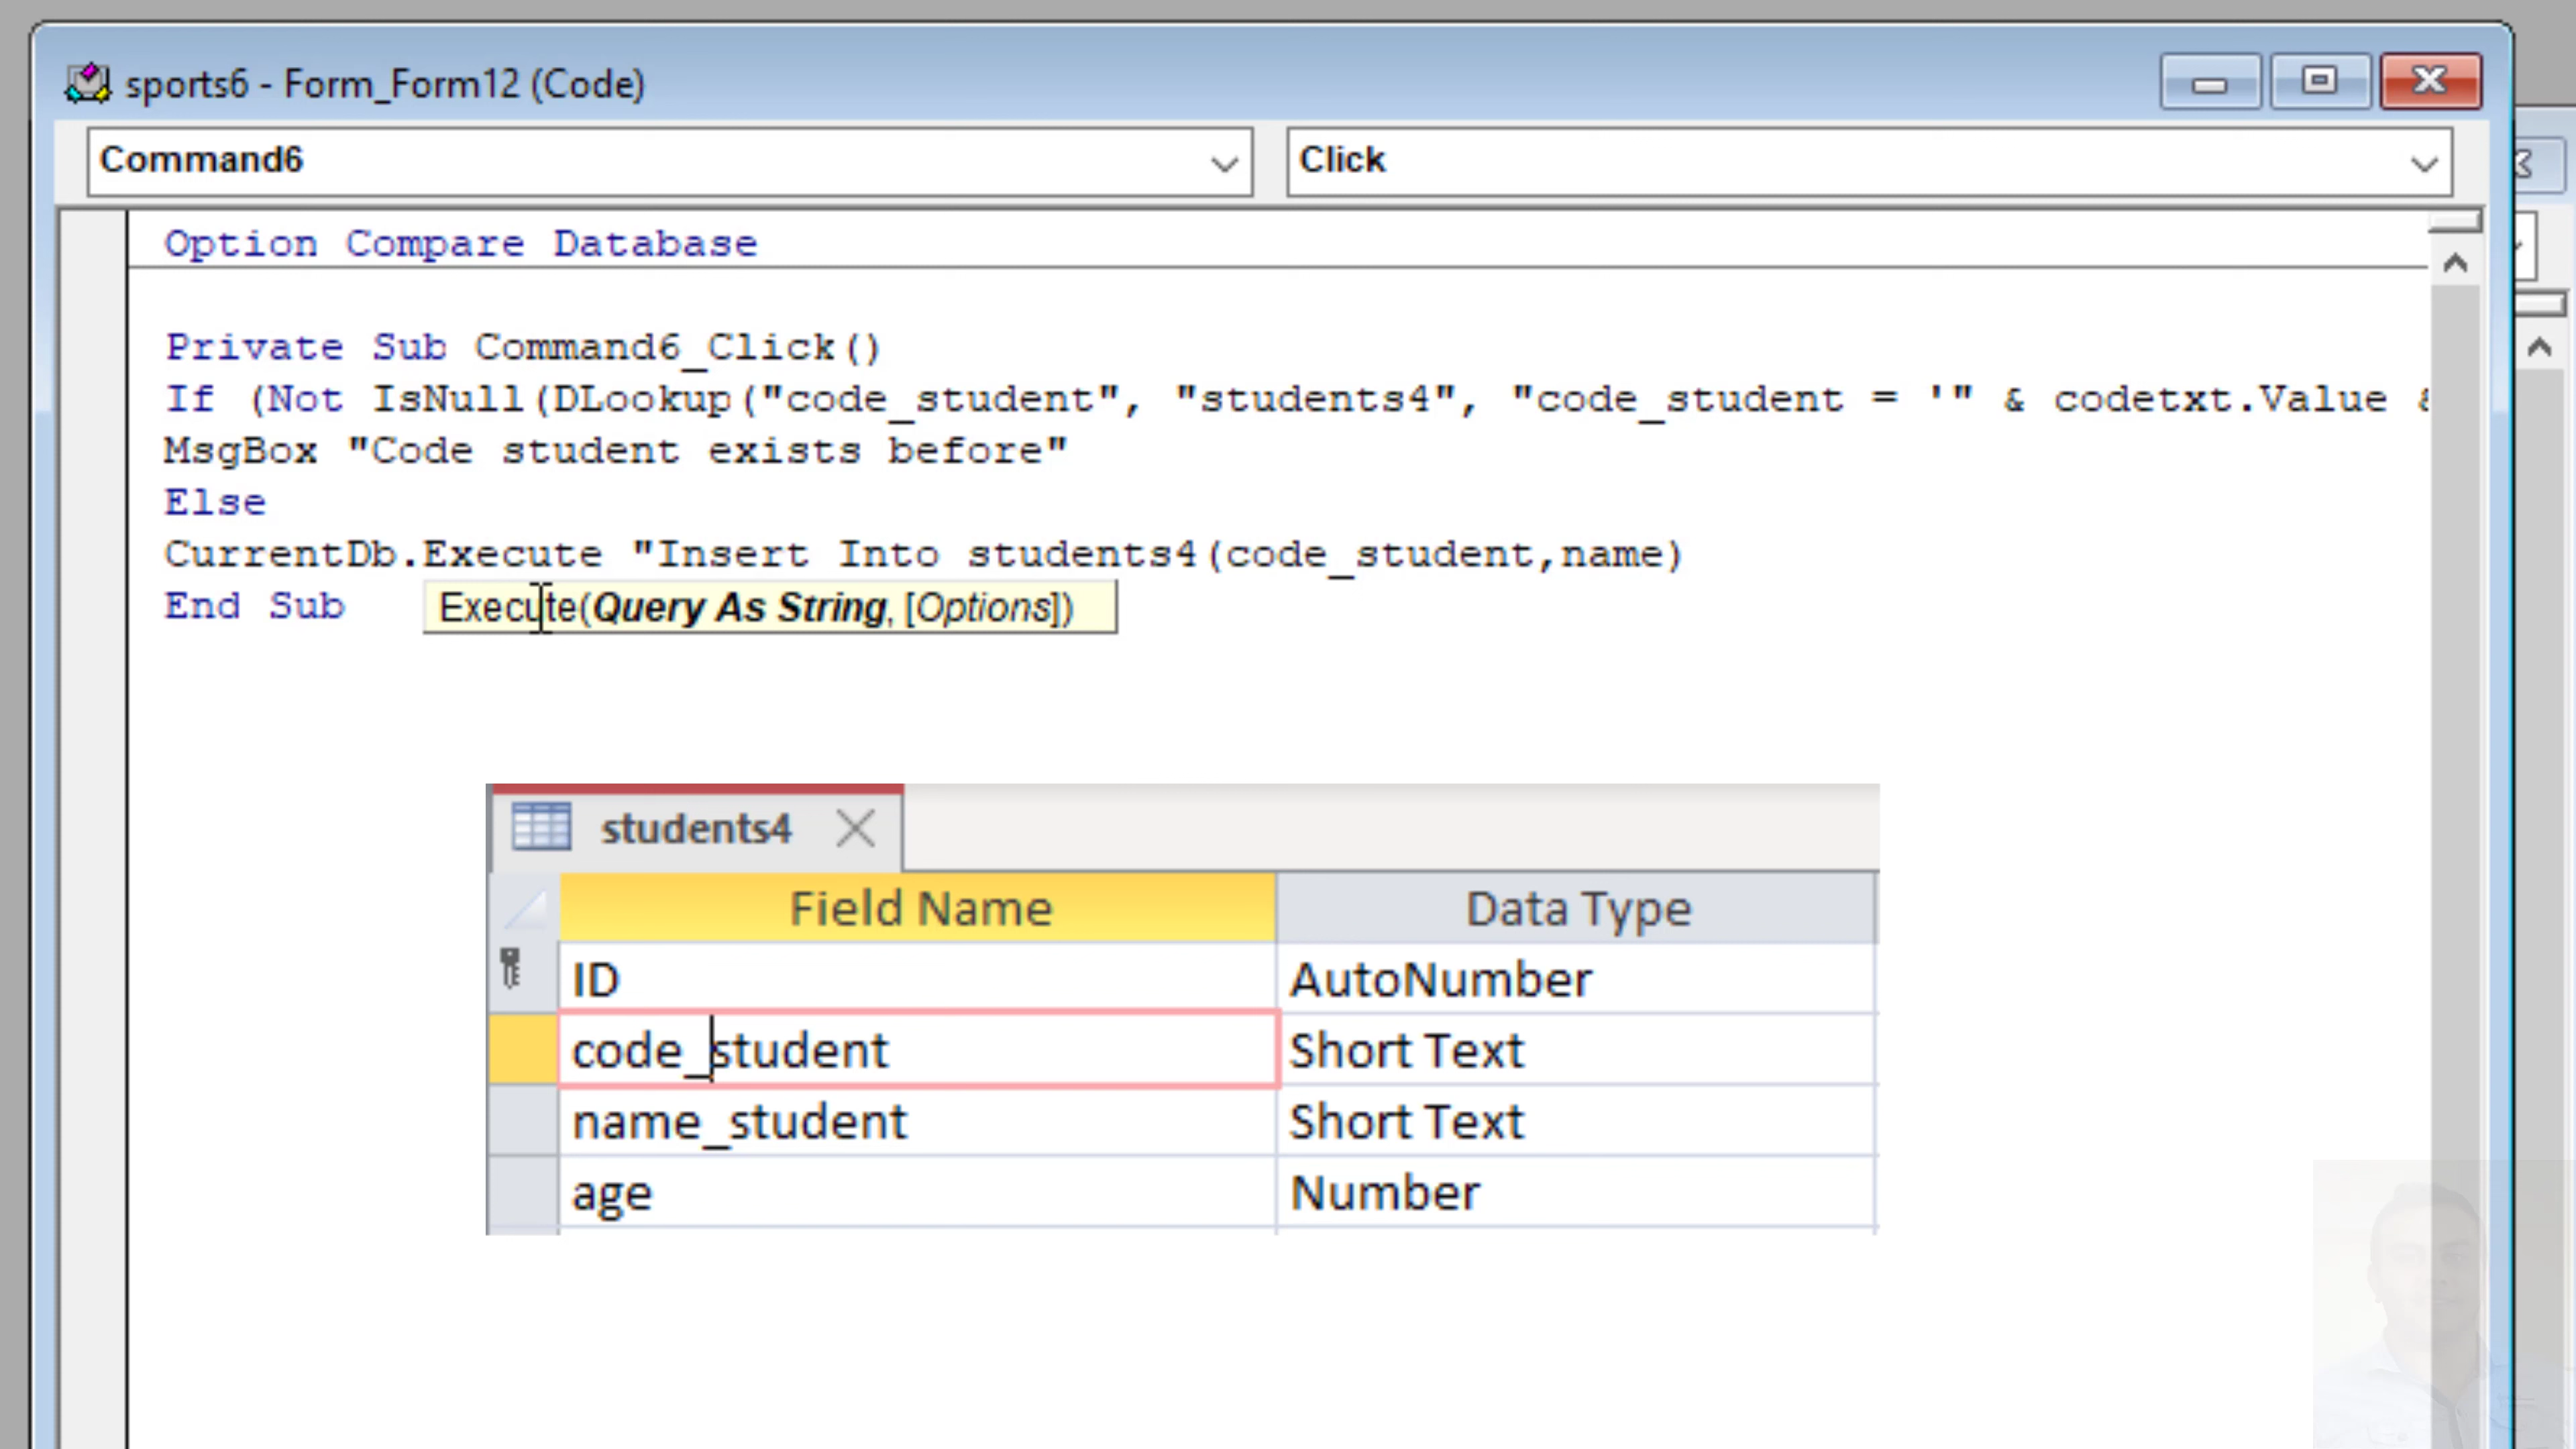 sports6 - Form_Form12 (Code)
Command6 Click
Option Compare Database
Private Sub Command6_Click()
If (Not IsNull(DLookup("code_student", "students4", "code_student = '" & codetxt.Value &
MsgBox "Code student exists before"
Else
CurrentDb.Execute "Insert Into students4(code_student,name)
End Sub
Execute(Query As String, [Options])
students4
Field Name Data Type
ID AutoNumber
code_student Short Text
name_student Short Text
age Number